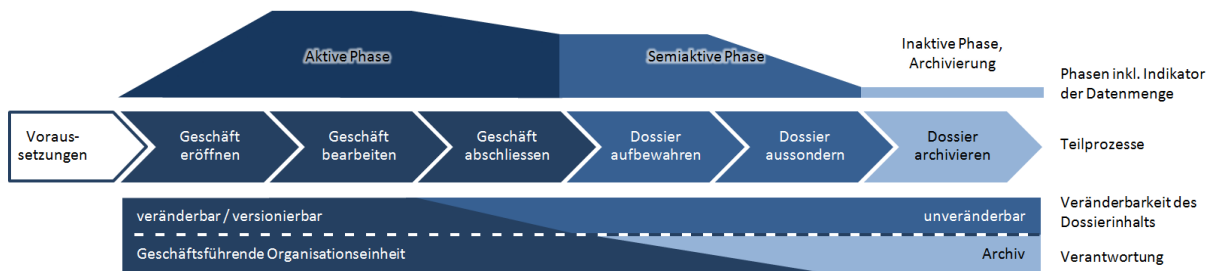 Aktive Phase
Semiaktive Phase
Inaktive Phase,
Archivierung
Phasen inkl. Indikator
der Datenmenge
Voraus-
setzungen
Geschäft
eröffnen
Geschäft
bearbeiten
Geschäft
abschliessen
Dossier
aufbewahren
Dossier
aussondern
Dossier
archivieren
Teilprozesse
veränderbar / versionierbar
unveränderbar
Veränderbarkeit des
Dossierinhalts
Geschäftsführende Organisationseinheit
Archiv
Verantwortung